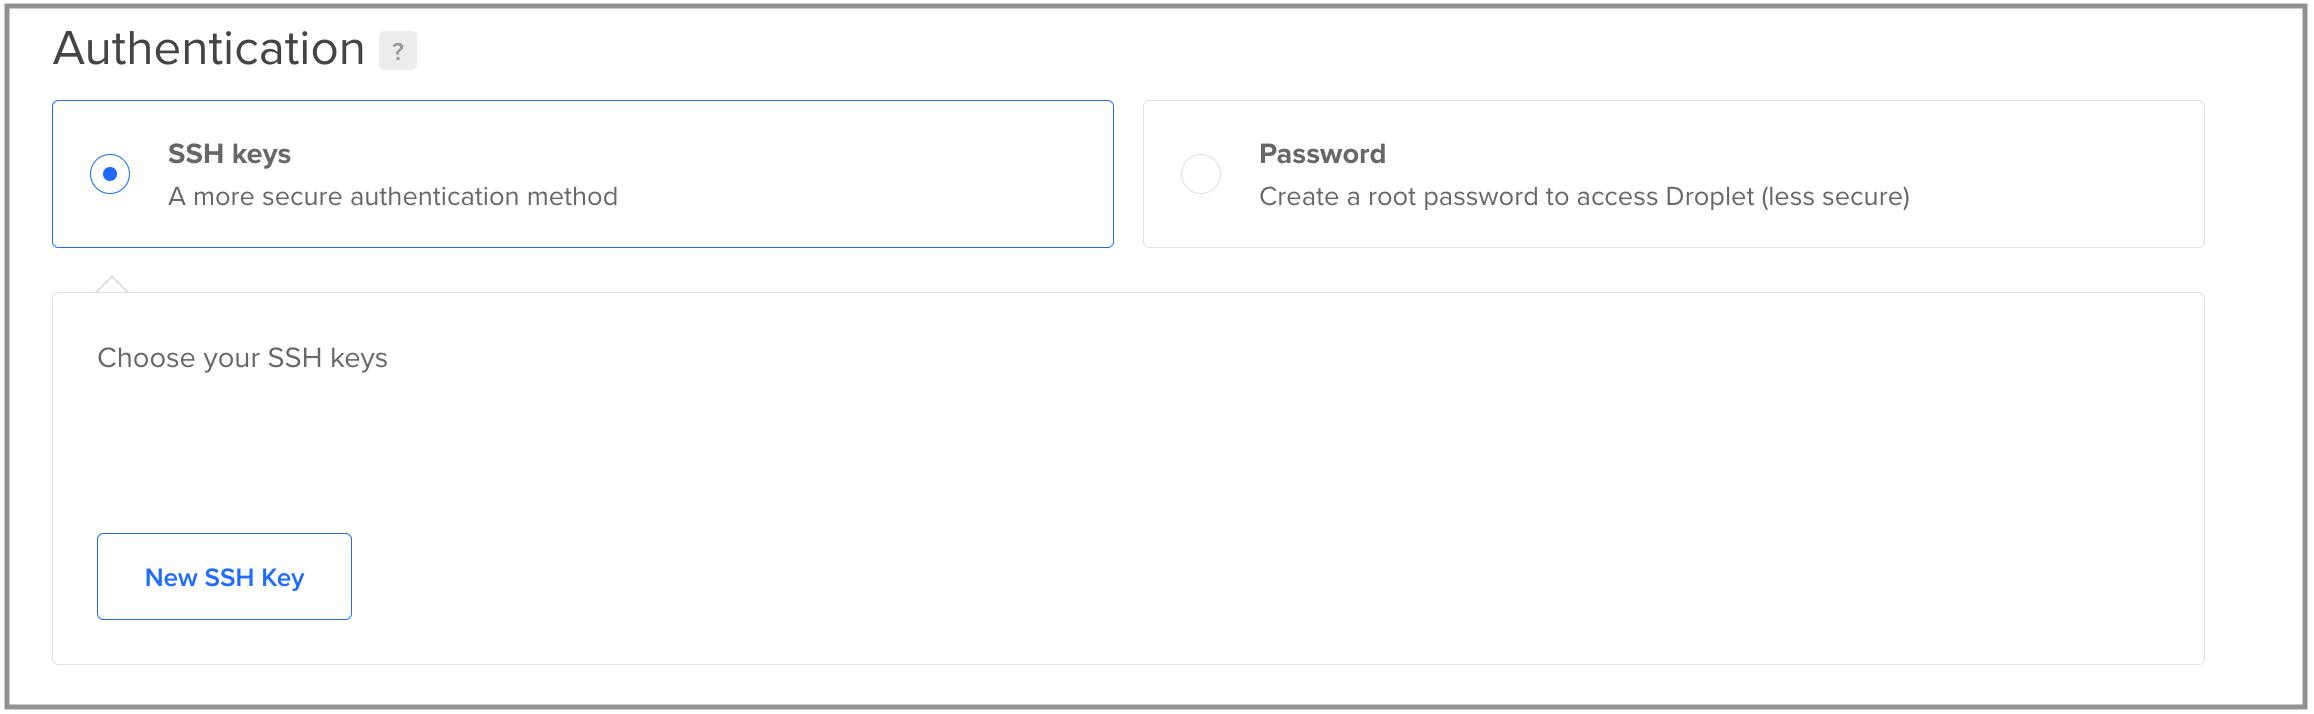 Authentication ?
SSH keys
A more secure authentication method
Password
Create a root password to access Droplet (less secure)
Choose your SSH keys
New SSH Key